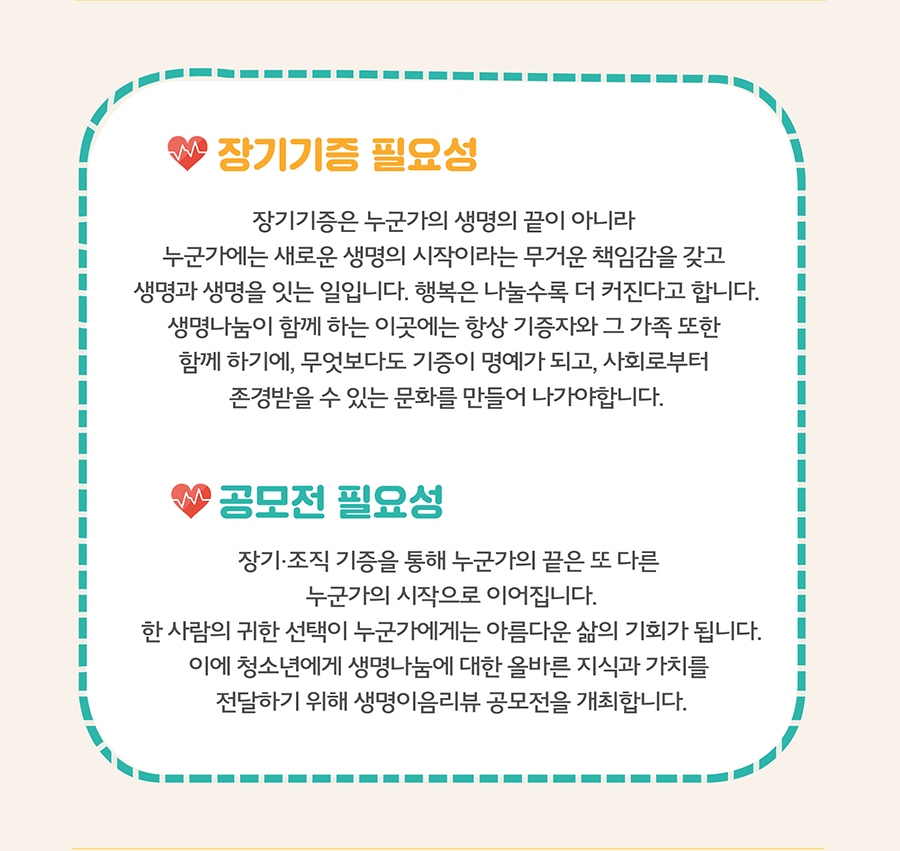 장기기증 필요성
장기기증은 누군가의 생명의 끝이 아니라
누군가에는 새로운 생명의 시작이라는 무거운 책임감을 갖고
생명과 생명을 잇는 일입니다. 행복은 나눌수록 더 커진다고 합니다.
생명나눔이 함께 하는 이곳에는 항상 기증자와 그 가족 또한
함께 하기에, 무엇보다도 기증이 명예가 되고, 사회로부터
존경받을 수 있는 문화를 만들어 나가야합니다.
공모전 필요성
장기·조직 기증을 통해 누군가의 끝은 또 다른
누군가의 시작으로 이어집니다.
한 사람의 귀한 선택이 누군가에게는 아름다운 삶의 기회가 됩니다.
이에 청소년에게 생명나눔에 대한 올바른 지식과 가치를
전달하기 위해 생명이음리뷰 공모전을 개최합니다.